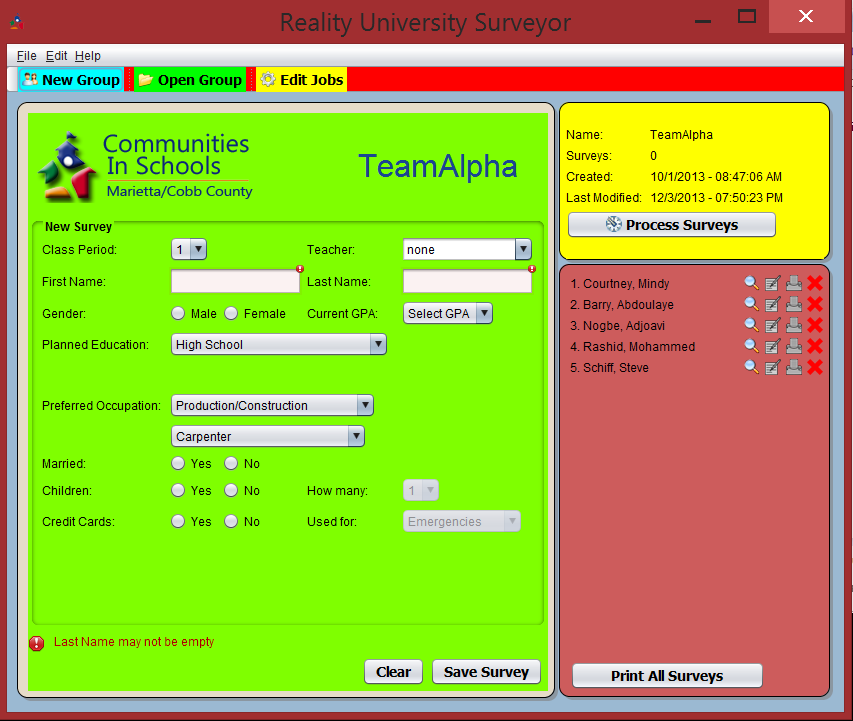 Reality University Surveyor
File Edit Help
New Group Open Group Edit Jobs
Communities
In Schools
Marietta/Cobb County
TeamAlpha
New Survey
Class Period: 1 Teacher: none
First Name: Last Name:
Gender: Male Female Current GPA: Select GPA
Planned Education: High School
Preferred Occupation: Production/Construction
Carpenter
Married: Yes No
Children: Yes No How many: 1
Credit Cards: Yes No Used for: Emergencies
Last Name may not be empty
Clear Save Survey
Name: TeamAlpha
Surveys: 0
Created: 10/1/2013 - 08:47:06 AM
Last Modified: 12/3/2013 - 07:50:23 PM
Process Surveys
1. Courtney, Mindy
2. Barry, Abdoulaye
3. Nogbe, Adjoavi
4. Rashid, Mohammed
5. Schiff, Steve
Print All Surveys